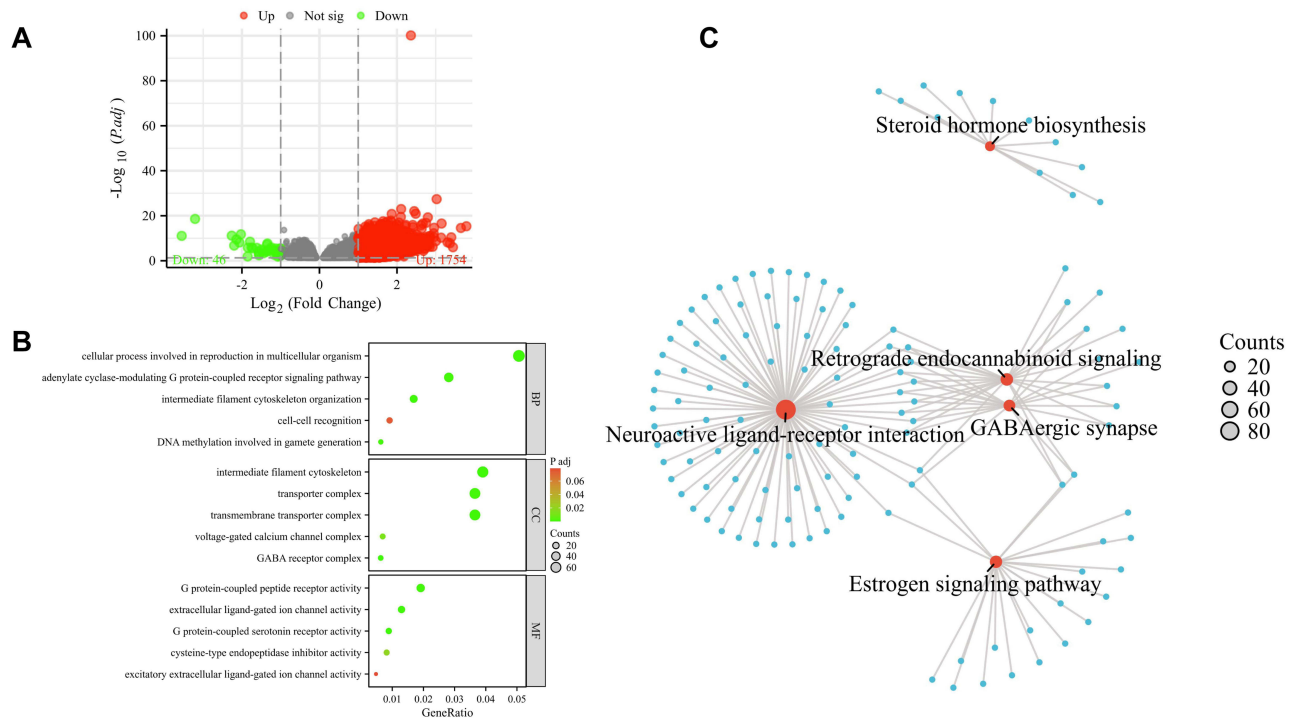 A
Up Not sig Down
100
80
60
40
20
0
-Log 10 (P.adj)
Down: 46
Up: 1754
-2 0 2
Log2 (Fold Change)
B
cellular process involved in reproduction in multicellular organism
adenylate cyclase-modulating G protein-coupled receptor signaling pathway
intermediate filament cytoskeleton organization
cell-cell recognition
DNA methylation involved in gamete generation
BP
intermediate filament cytoskeleton
transporter complex
transmembrane transporter complex
voltage-gated calcium channel complex
GABA receptor complex
CC
G protein-coupled peptide receptor activity
extracellular ligand-gated ion channel activity
G protein-coupled serotonin receptor activity
cysteine-type endopeptidase inhibitor activity
excitatory extracellular ligand-gated ion channel activity
MF
0.01 0.02 0.03 0.04 0.05
GeneRatio
P adj
0.06
0.04
0.02
Counts
20
40
60
C
Steroid hormone biosynthesis
Retrograde endocannabinoid signaling
Neuroactive ligand-receptor interaction
GABAergic synapse
Estrogen signaling pathway
Counts
20
40
60
80